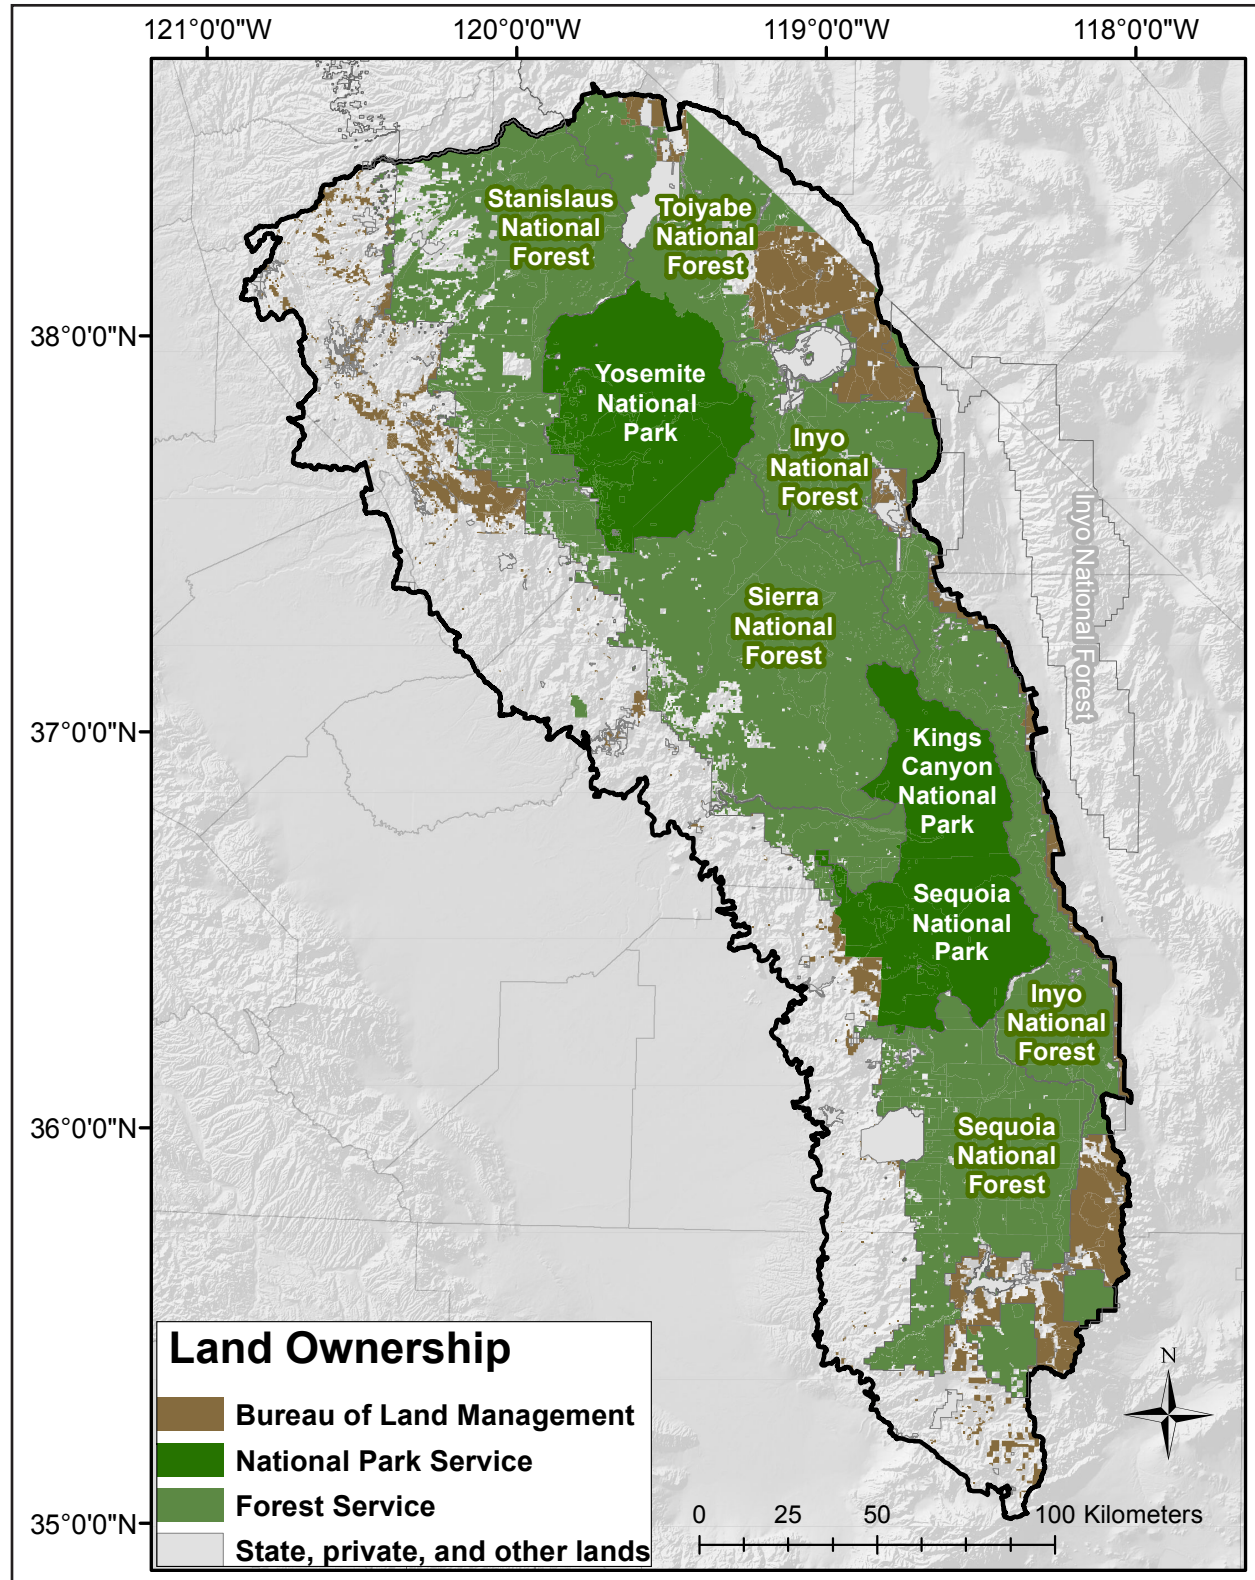 121°0'0"W
120°0'0"W
119°0'0"W
118°0'0"W
38°0'0"N
37°0'0"N
36°0'0"N
35°0'0"N
Stanislaus
National
Forest
Toiyabe
National
Forest
Yosemite
National
Park
Inyo
National
Forest
Inyo National Forest
Sierra
National
Forest
Kings
Canyon
National
Park
Sequoia
National
Park
Inyo
National
Forest
Sequoia
National
Forest
Land Ownership
Bureau of Land Management
National Park Service
Forest Service
State, private, and other lands
N
0 25 50 100 Kilometers